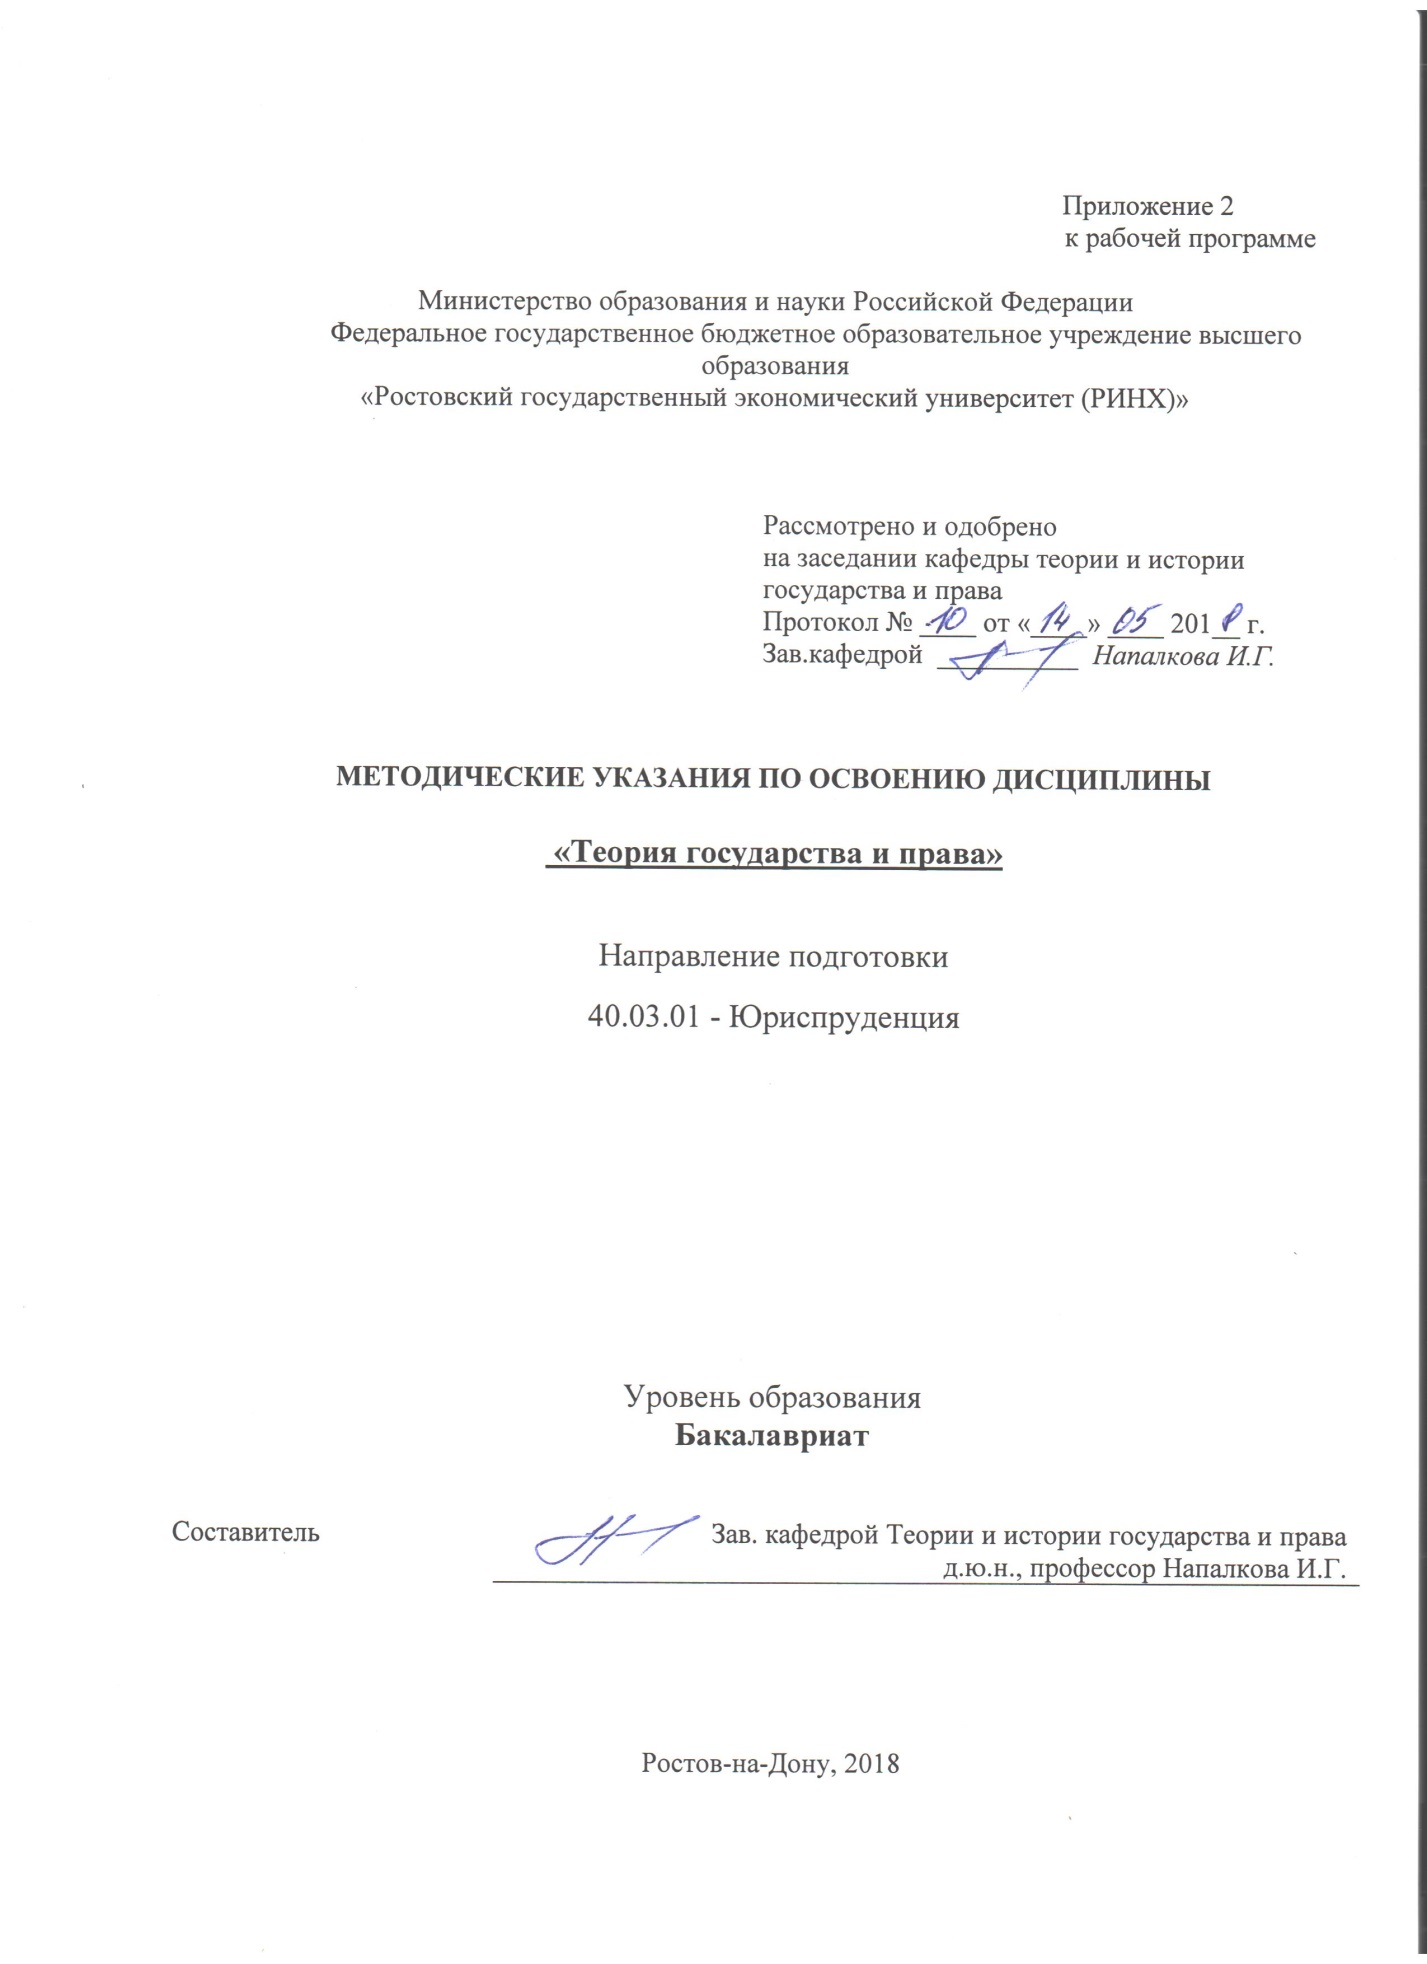 Приложение 2
к рабочей программе
Министерство образования и науки Российской Федерации
Федеральное государственное бюджетное образовательное учреждение высшего
образования
«Ростовский государственный экономический университет (РИНХ)»
Рассмотрено и одобрено
на заседании кафедры теории и истории
государства и права
Протокол № 10 от «14» 05 2018 г.
Зав.кафедрой Напалкова И.Г.
МЕТОДИЧЕСКИЕ УКАЗАНИЯ ПО ОСВОЕНИЮ ДИСЦИПЛИНЫ
«Теория государства и права»
Направление подготовки
40.03.01 - Юриспруденция
Уровень образования
Бакалавриат
Составитель Зав. кафедрой Теории и истории государства и права
д.ю.н., профессор Напалкова И.Г.
Ростов-на-Дону, 2018